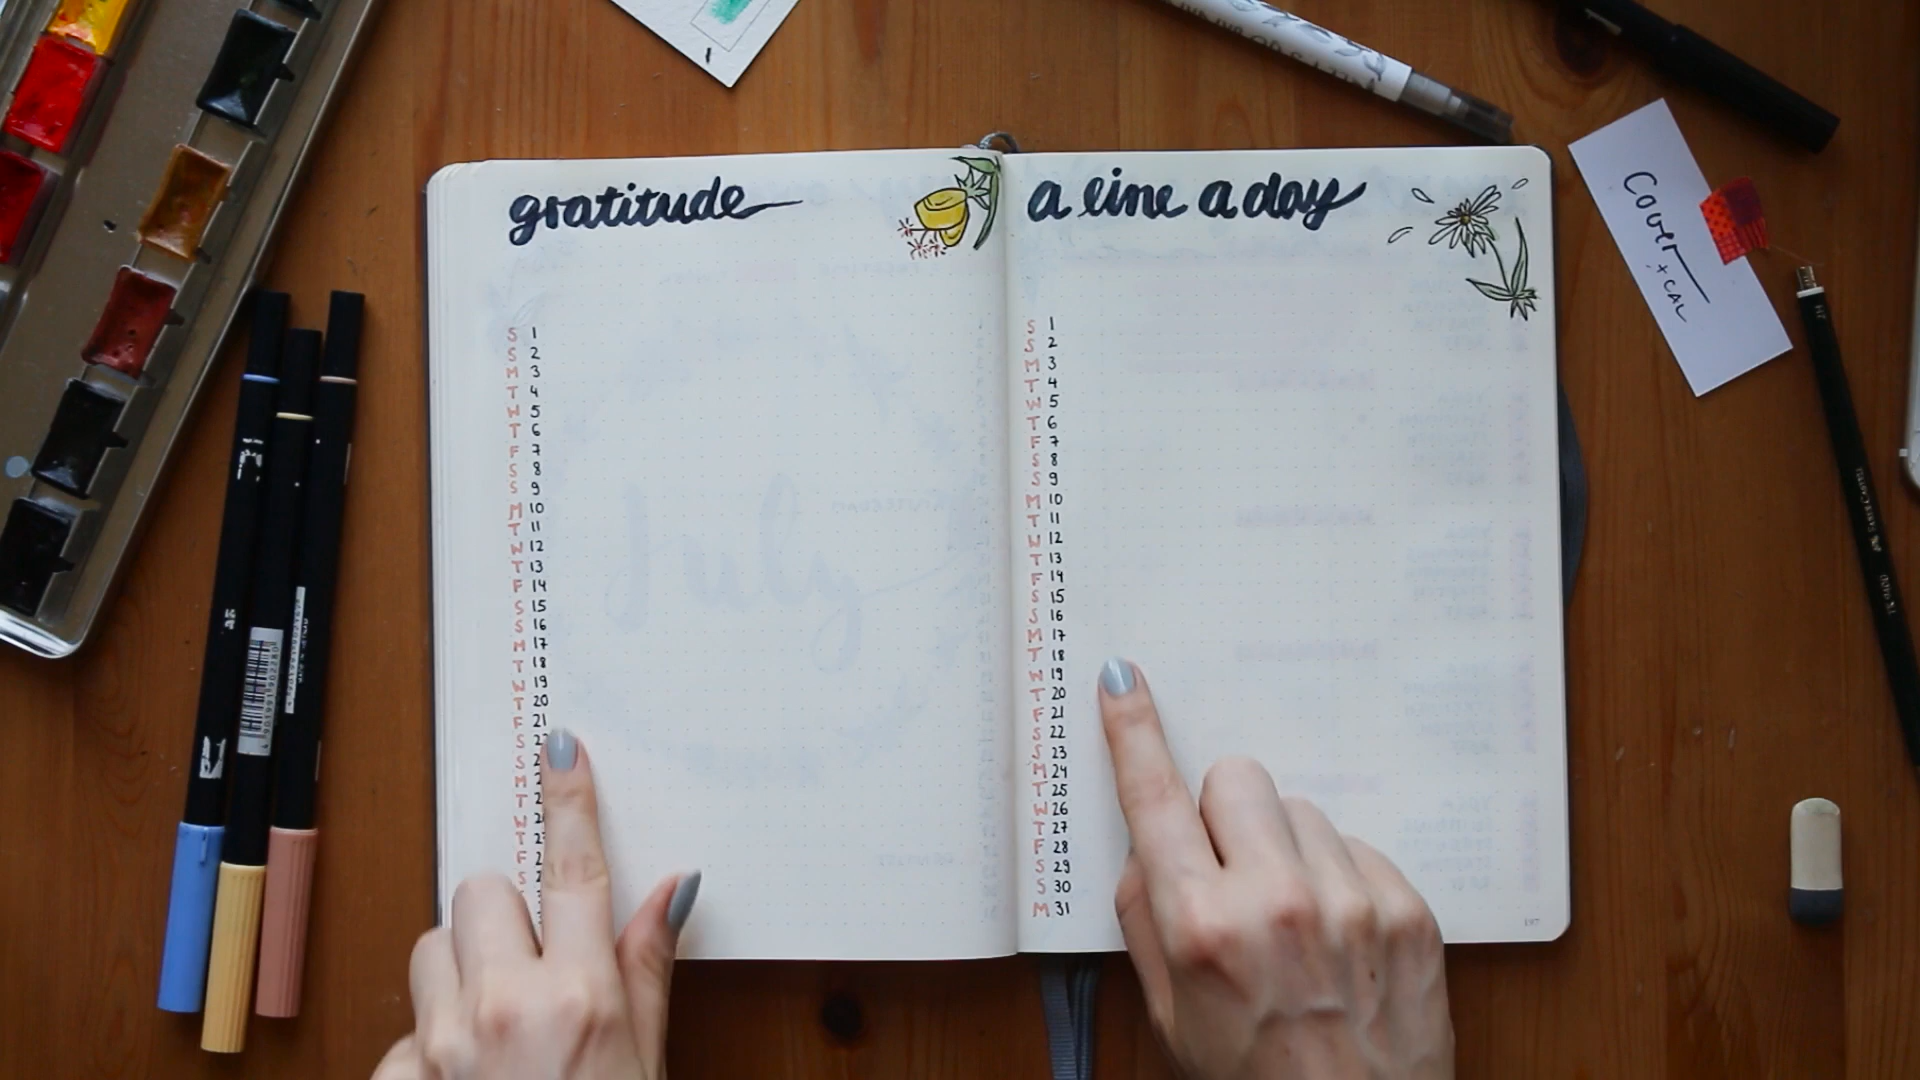 gratitude
S 1
S 2
M 3
T 4
W 5
T 6
F 7
S 8
S 9
M 10
T 11
W 12
T 13
F 14
S 15
S 16
M 17
T 18
W 19
T 20
F 21
S
S
M
T
W
T
F
S
July
a line a day
S 1
S 2
M 3
T 4
W 5
T 6
F 7
S 8
S 9
M 10
T 11
W 12
T 13
F 14
S 15
S 16
M 17
T 18
W 19
T 20
F 21
S 22
S 23
M 24
T 25
W 26
T 27
F 28
S 29
S 30
M 31
Cover
+ CAL